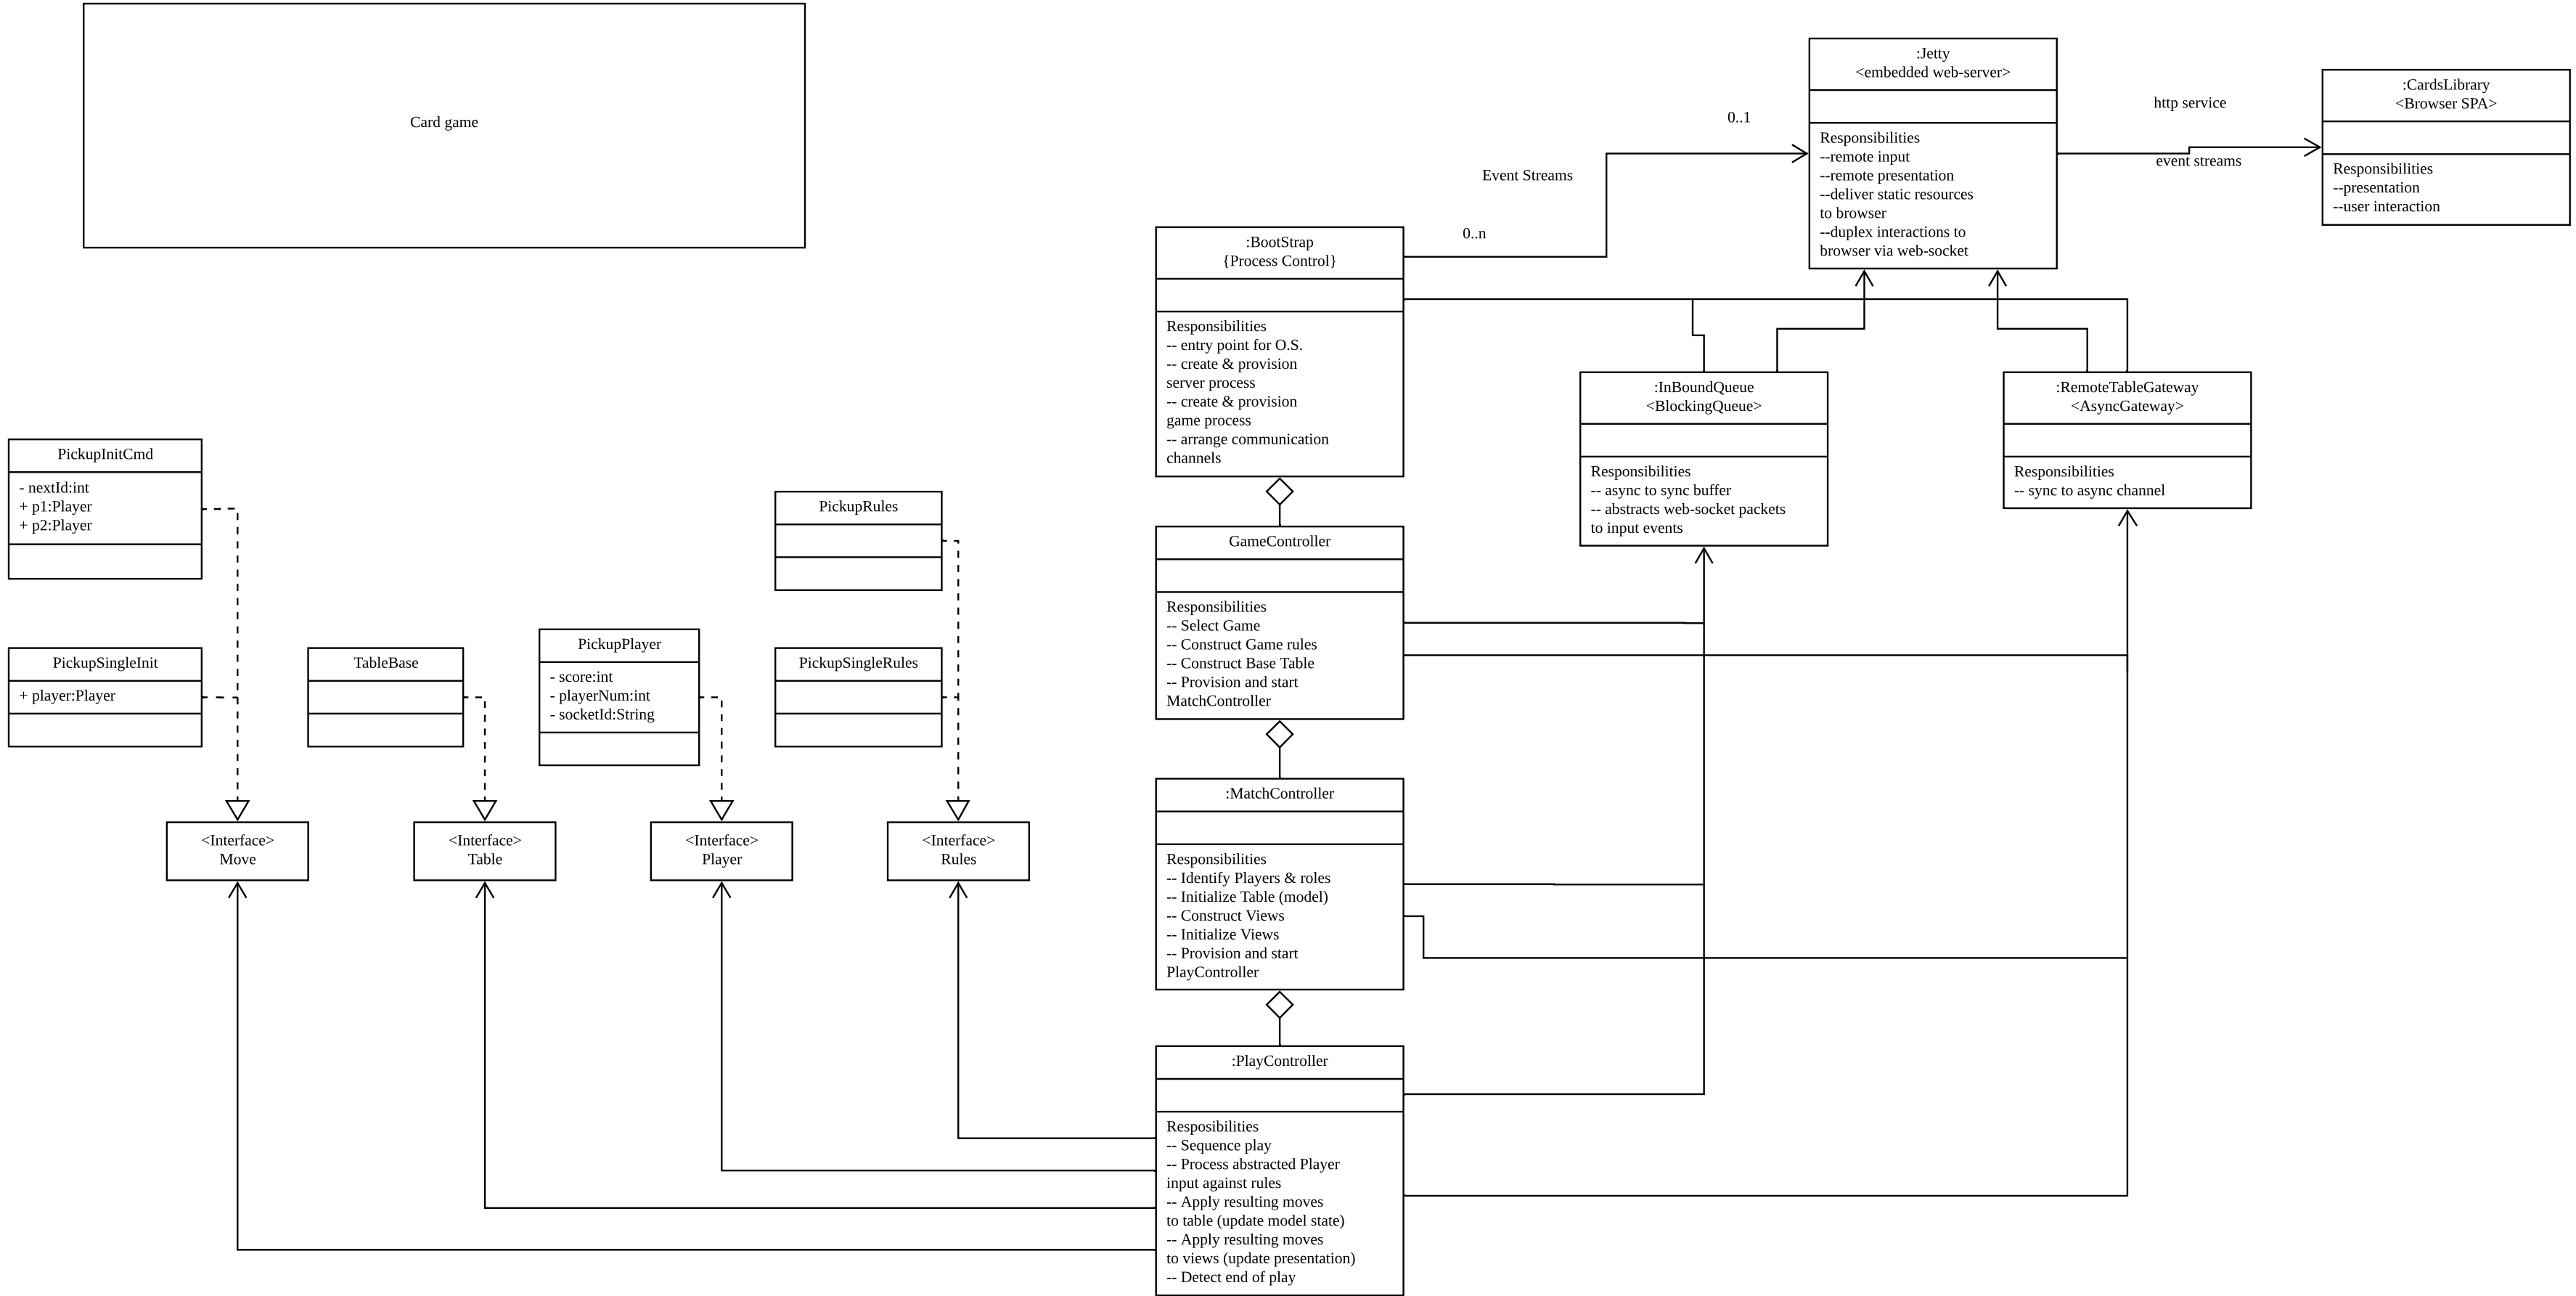 Card game
:Jetty
<embedded web-server>
Responsibilities
--remote input
--remote presentation
--deliver static resources
to browser
--duplex interactions to
browser via web-socket
http service
event streams
:CardsLibrary
<Browser SPA>
Responsibilities
--presentation
--user interaction
0..1
Event Streams
0..n
:BootStrap
{Process Control}
Responsibilities
-- entry point for O.S.
-- create & provision
server process
-- create & provision
game process
-- arrange communication
channels
:InBoundQueue
<BlockingQueue>
Responsibilities
-- async to sync buffer
-- abstracts web-socket packets
to input events
:RemoteTableGateway
<AsyncGateway>
Responsibilities
-- sync to async channel
PickupInitCmd
- nextId:int
+ p1:Player
+ p2:Player
PickupRules
GameController
Responsibilities
-- Select Game
-- Construct Game rules
-- Construct Base Table
-- Provision and start
MatchController
PickupSingleInit
+ player:Player
TableBase
PickupPlayer
- score:int
- playerNum:int
- socketId:String
PickupSingleRules
<Interface>
Move
<Interface>
Table
<Interface>
Player
<Interface>
Rules
:MatchController
Responsibilities
-- Identify Players & roles
-- Initialize Table (model)
-- Construct Views
-- Initialize Views
-- Provision and start
PlayController
:PlayController
Resposibilities
-- Sequence play
-- Process abstracted Player
input against rules
-- Apply resulting moves
to table (update model state)
-- Apply resulting moves
to views (update presentation)
-- Detect end of play